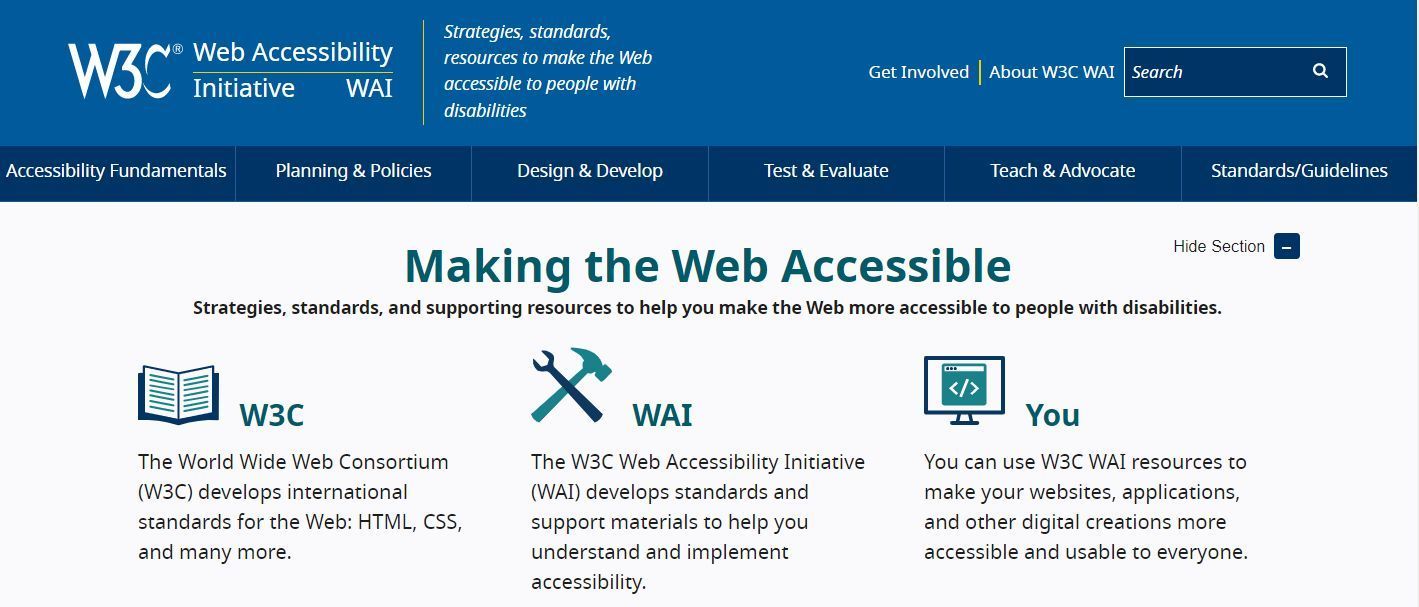 W3C® Web Accessibility
Initiative WAI
Strategies, standards,
resources to make the Web
accessible to people with
disabilities
Get Involved
About W3C WAI
Search
Accessibility Fundamentals
Planning & Policies
Design & Develop
Test & Evaluate
Teach & Advocate
Standards/Guidelines
Hide Section
Making the Web Accessible
Strategies, standards, and supporting resources to help you make the Web more accessible to people with disabilities.
W3C
The World Wide Web Consortium
(W3C) develops international
standards for the Web: HTML, CSS,
and many more.
WAI
The W3C Web Accessibility Initiative
(WAI) develops standards and
support materials to help you
understand and implement
accessibility.
</>
You
You can use W3C WAI resources to
make your websites, applications,
and other digital creations more
accessible and usable to everyone.